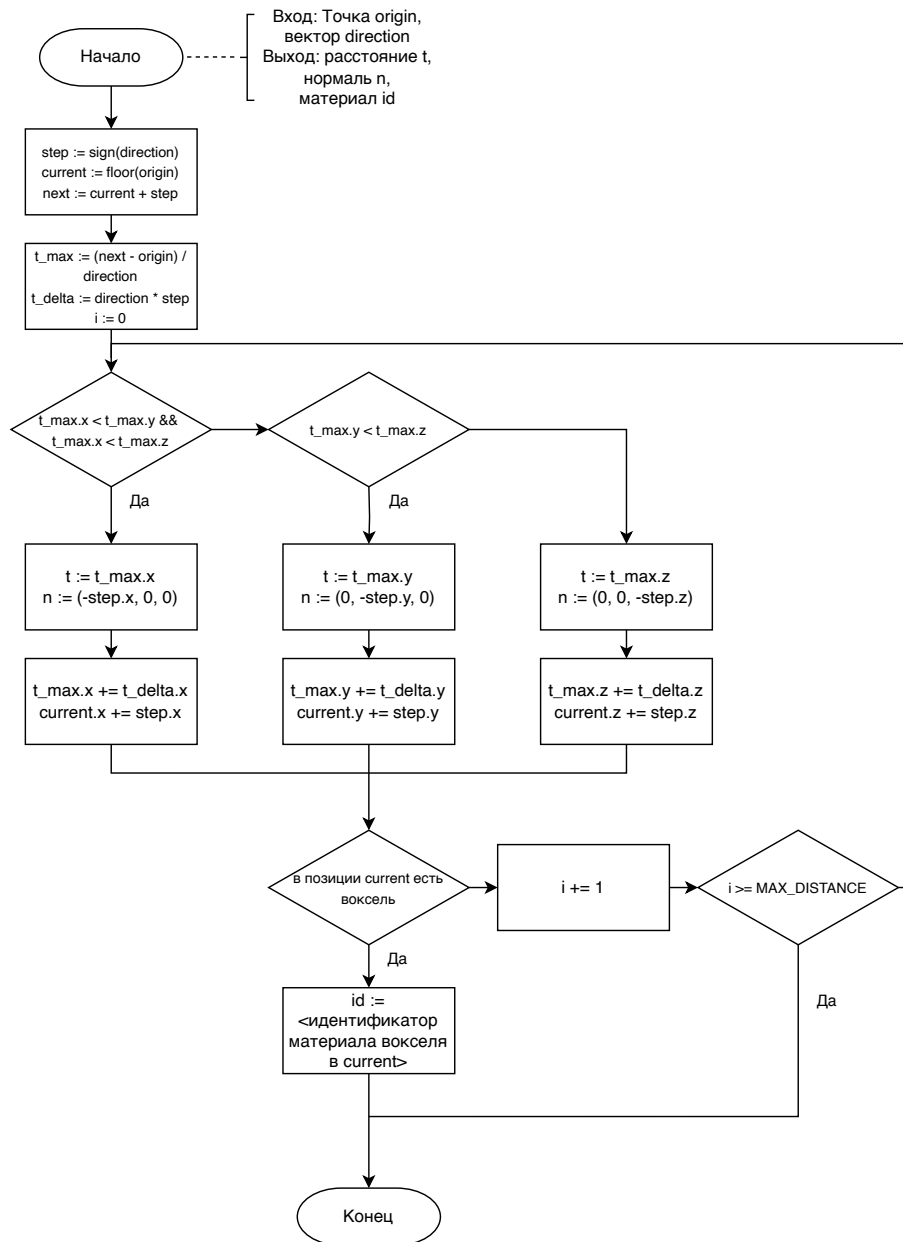 Начало
Вход: Точка origin,
вектор direction
Выход: расстояние t,
нормаль n,
материал id
step := sign(direction)
current := floor(origin)
next := current + step
t_max := (next - origin) /
direction
t_delta := direction * step
i := 0
t_max.x < t_max.y &&
t_max.x < t_max.z
t_max.y < t_max.z
Да
Да
t := t_max.x
n := (-step.x, 0, 0)
t := t_max.y
n := (0, -step.y, 0)
t := t_max.z
n := (0, 0, -step.z)
t_max.x += t_delta.x
current.x += step.x
t_max.y += t_delta.y
current.y += step.y
t_max.z += t_delta.z
current.z += step.z
в позиции current есть
воксель
i += 1
i >= MAX_DISTANCE
Да
Да
id :=
<идентификатор
материала вокселя
в current>
Конец